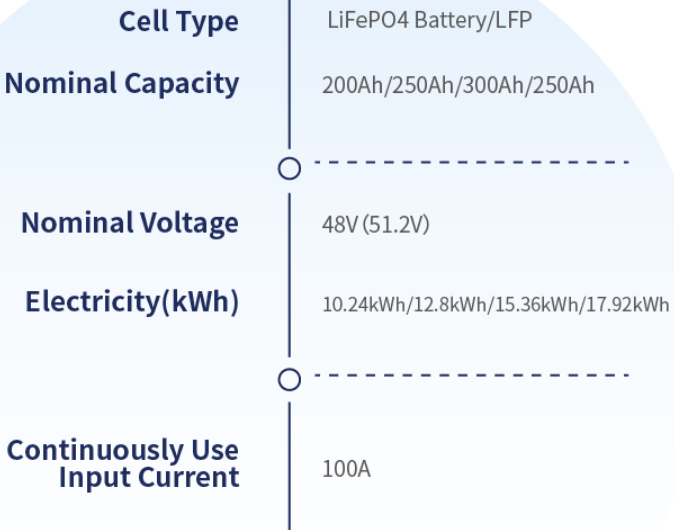 Cell Type
LiFePO4 Battery/LFP
Nominal Capacity
200Ah/250Ah/300Ah/250Ah
Nominal Voltage
48V (51.2V)
Electricity(kWh)
10.24kWh/12.8kWh/15.36kWh/17.92kWh
Continuously Use
Input Current
100A